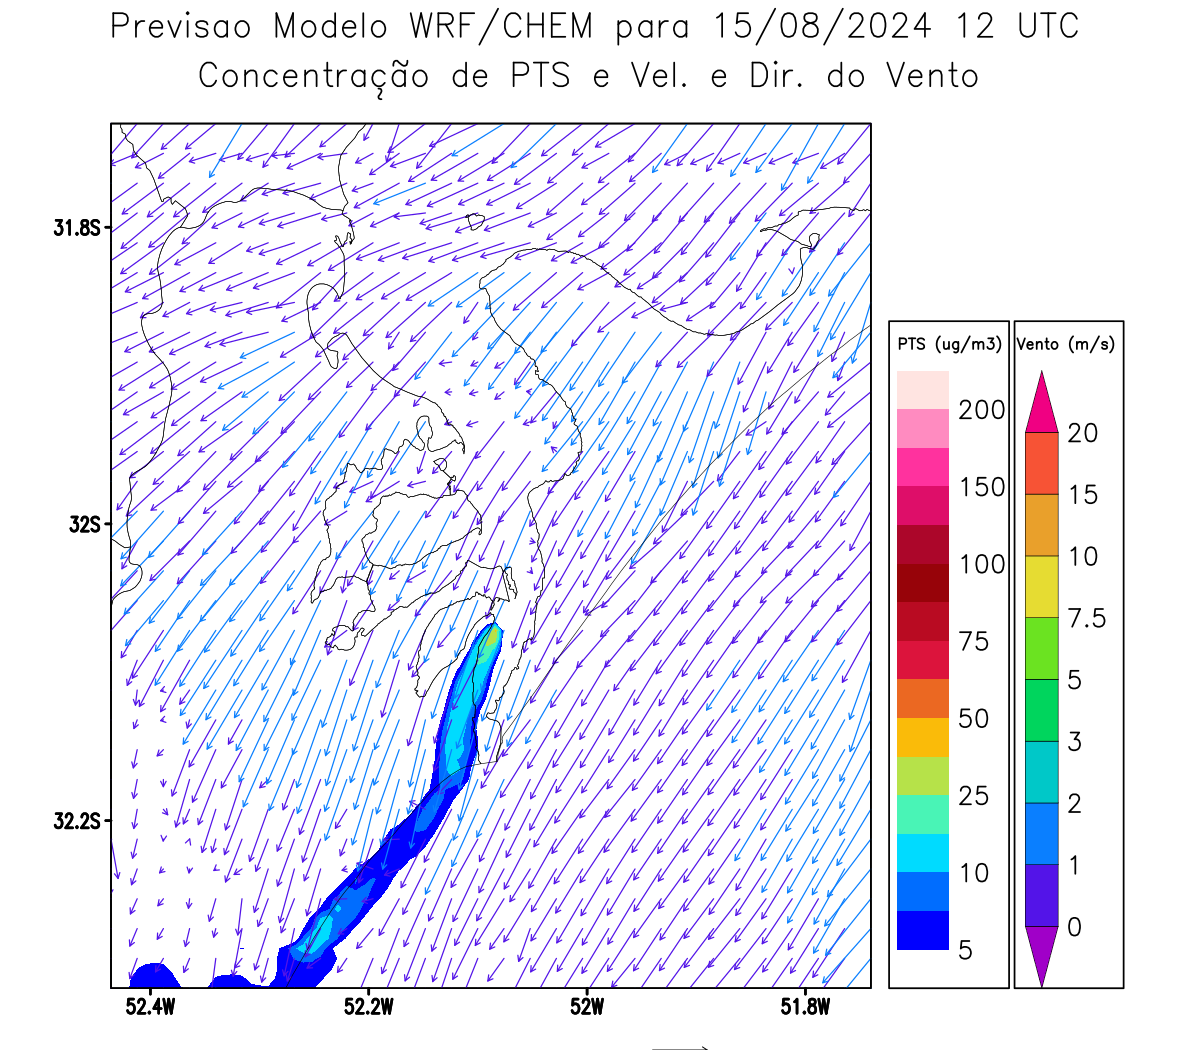 Previsao Modelo WRF/CHEM para 15/08/2024 12 UTC
Concentração de PTS e Vel. e Dir. do Vento
31.8S
32S
32.2S
52.4W
52.2W
52W
51.8W
PTS (ug/m3)
200
150
100
75
50
25
10
5
Vento (m/s)
20
15
10
7.5
5
3
2
1
0